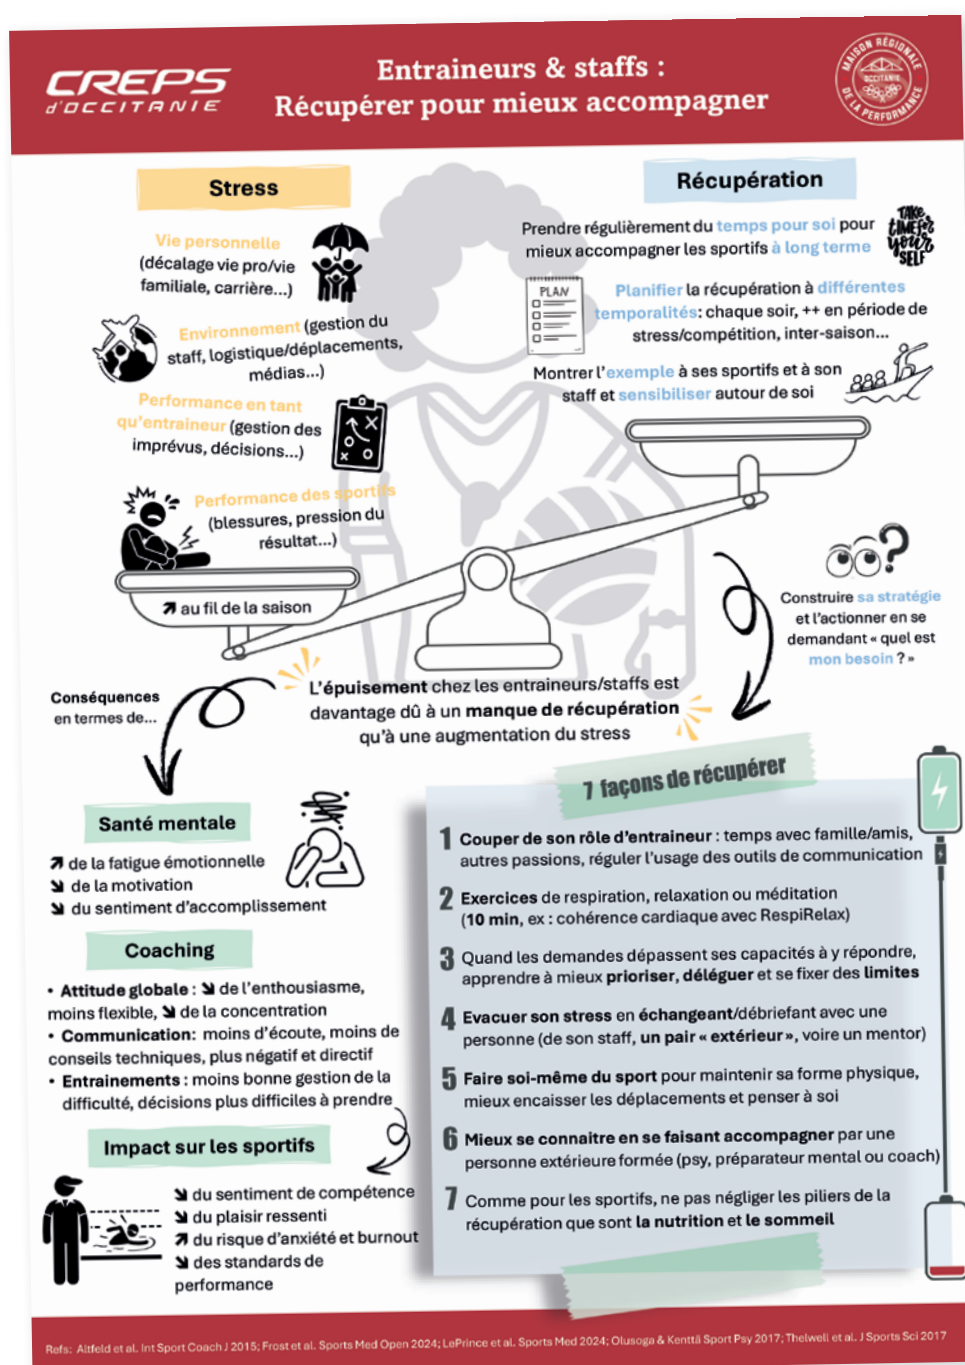 CREPS
d'OCCITANIE
Entraineurs & staffs :
Récupérer pour mieux accompagner
MAISON RÉGIONALE
OCCITANIE
DE LA PERFORMANCE
Stress
Vie personnelle
(décalage vie pro/vie
familiale, carrière...)
Environnement (gestion du
staff, logistique/déplacements,
médias...)
Performance en tant
qu'entraineur (gestion des
imprévus, décisions...)
Performance des sportifs
(blessures, pression du
résultat...)
↗ au fil de la saison
Récupération
Prendre régulièrement du temps pour soi pour
mieux accompagner les sportifs à long terme
TAKE
TIME for
YOUR
SELF
PLAN
Planifier la récupération à différentes
temporalités: chaque soir, ++ en période de
stress/compétition, inter-saison...
Montrer l'exemple à ses sportifs et à son
staff et sensibiliser autour de soi
Construire sa stratégie
et l'actionner en se
demandant « quel est
mon besoin ? »
L'épuisement chez les entraineurs/staffs est
davantage dû à un manque de récupération
qu'à une augmentation du stress
Conséquences
en termes de...
Santé mentale
↗ de la fatigue émotionnelle
↘ de la motivation
↘ du sentiment d'accomplissement
Coaching
• Attitude globale : ↘ de l'enthousiasme,
moins flexible, ↘ de la concentration
• Communication: moins d'écoute, moins de
conseils techniques, plus négatif et directif
• Entrainements : moins bonne gestion de la
difficulté, décisions plus difficiles à prendre
Impact sur les sportifs
↘ du sentiment de compétence
↘ du plaisir ressenti
↗ du risque d'anxiété et burnout
↘ des standards de
performance
7 façons de récupérer
1 Couper de son rôle d'entraineur : temps avec famille/amis,
autres passions, réguler l'usage des outils de communication
2 Exercices de respiration, relaxation ou méditation
(10 min, ex : cohérence cardiaque avec RespiRelax)
3 Quand les demandes dépassent ses capacités à y répondre,
apprendre à mieux prioriser, déléguer et se fixer des limites
4 Evacuer son stress en échangeant/débriefant avec une
personne (de son staff, un pair « extérieur », voire un mentor)
5 Faire soi-même du sport pour maintenir sa forme physique,
mieux encaisser les déplacements et penser à soi
6 Mieux se connaitre en se faisant accompagner par une
personne extérieure formée (psy, préparateur mental ou coach)
7 Comme pour les sportifs, ne pas négliger les piliers de la
récupération que sont la nutrition et le sommeil
Refs: Altfeld et al. Int Sport Coach J 2015; Frost et al. Sports Med Open 2024; LePrince et al. Sports Med 2024; Olusoga & Kenttä Sport Psy 2017; Thelwell et al. J Sports Sci 2017